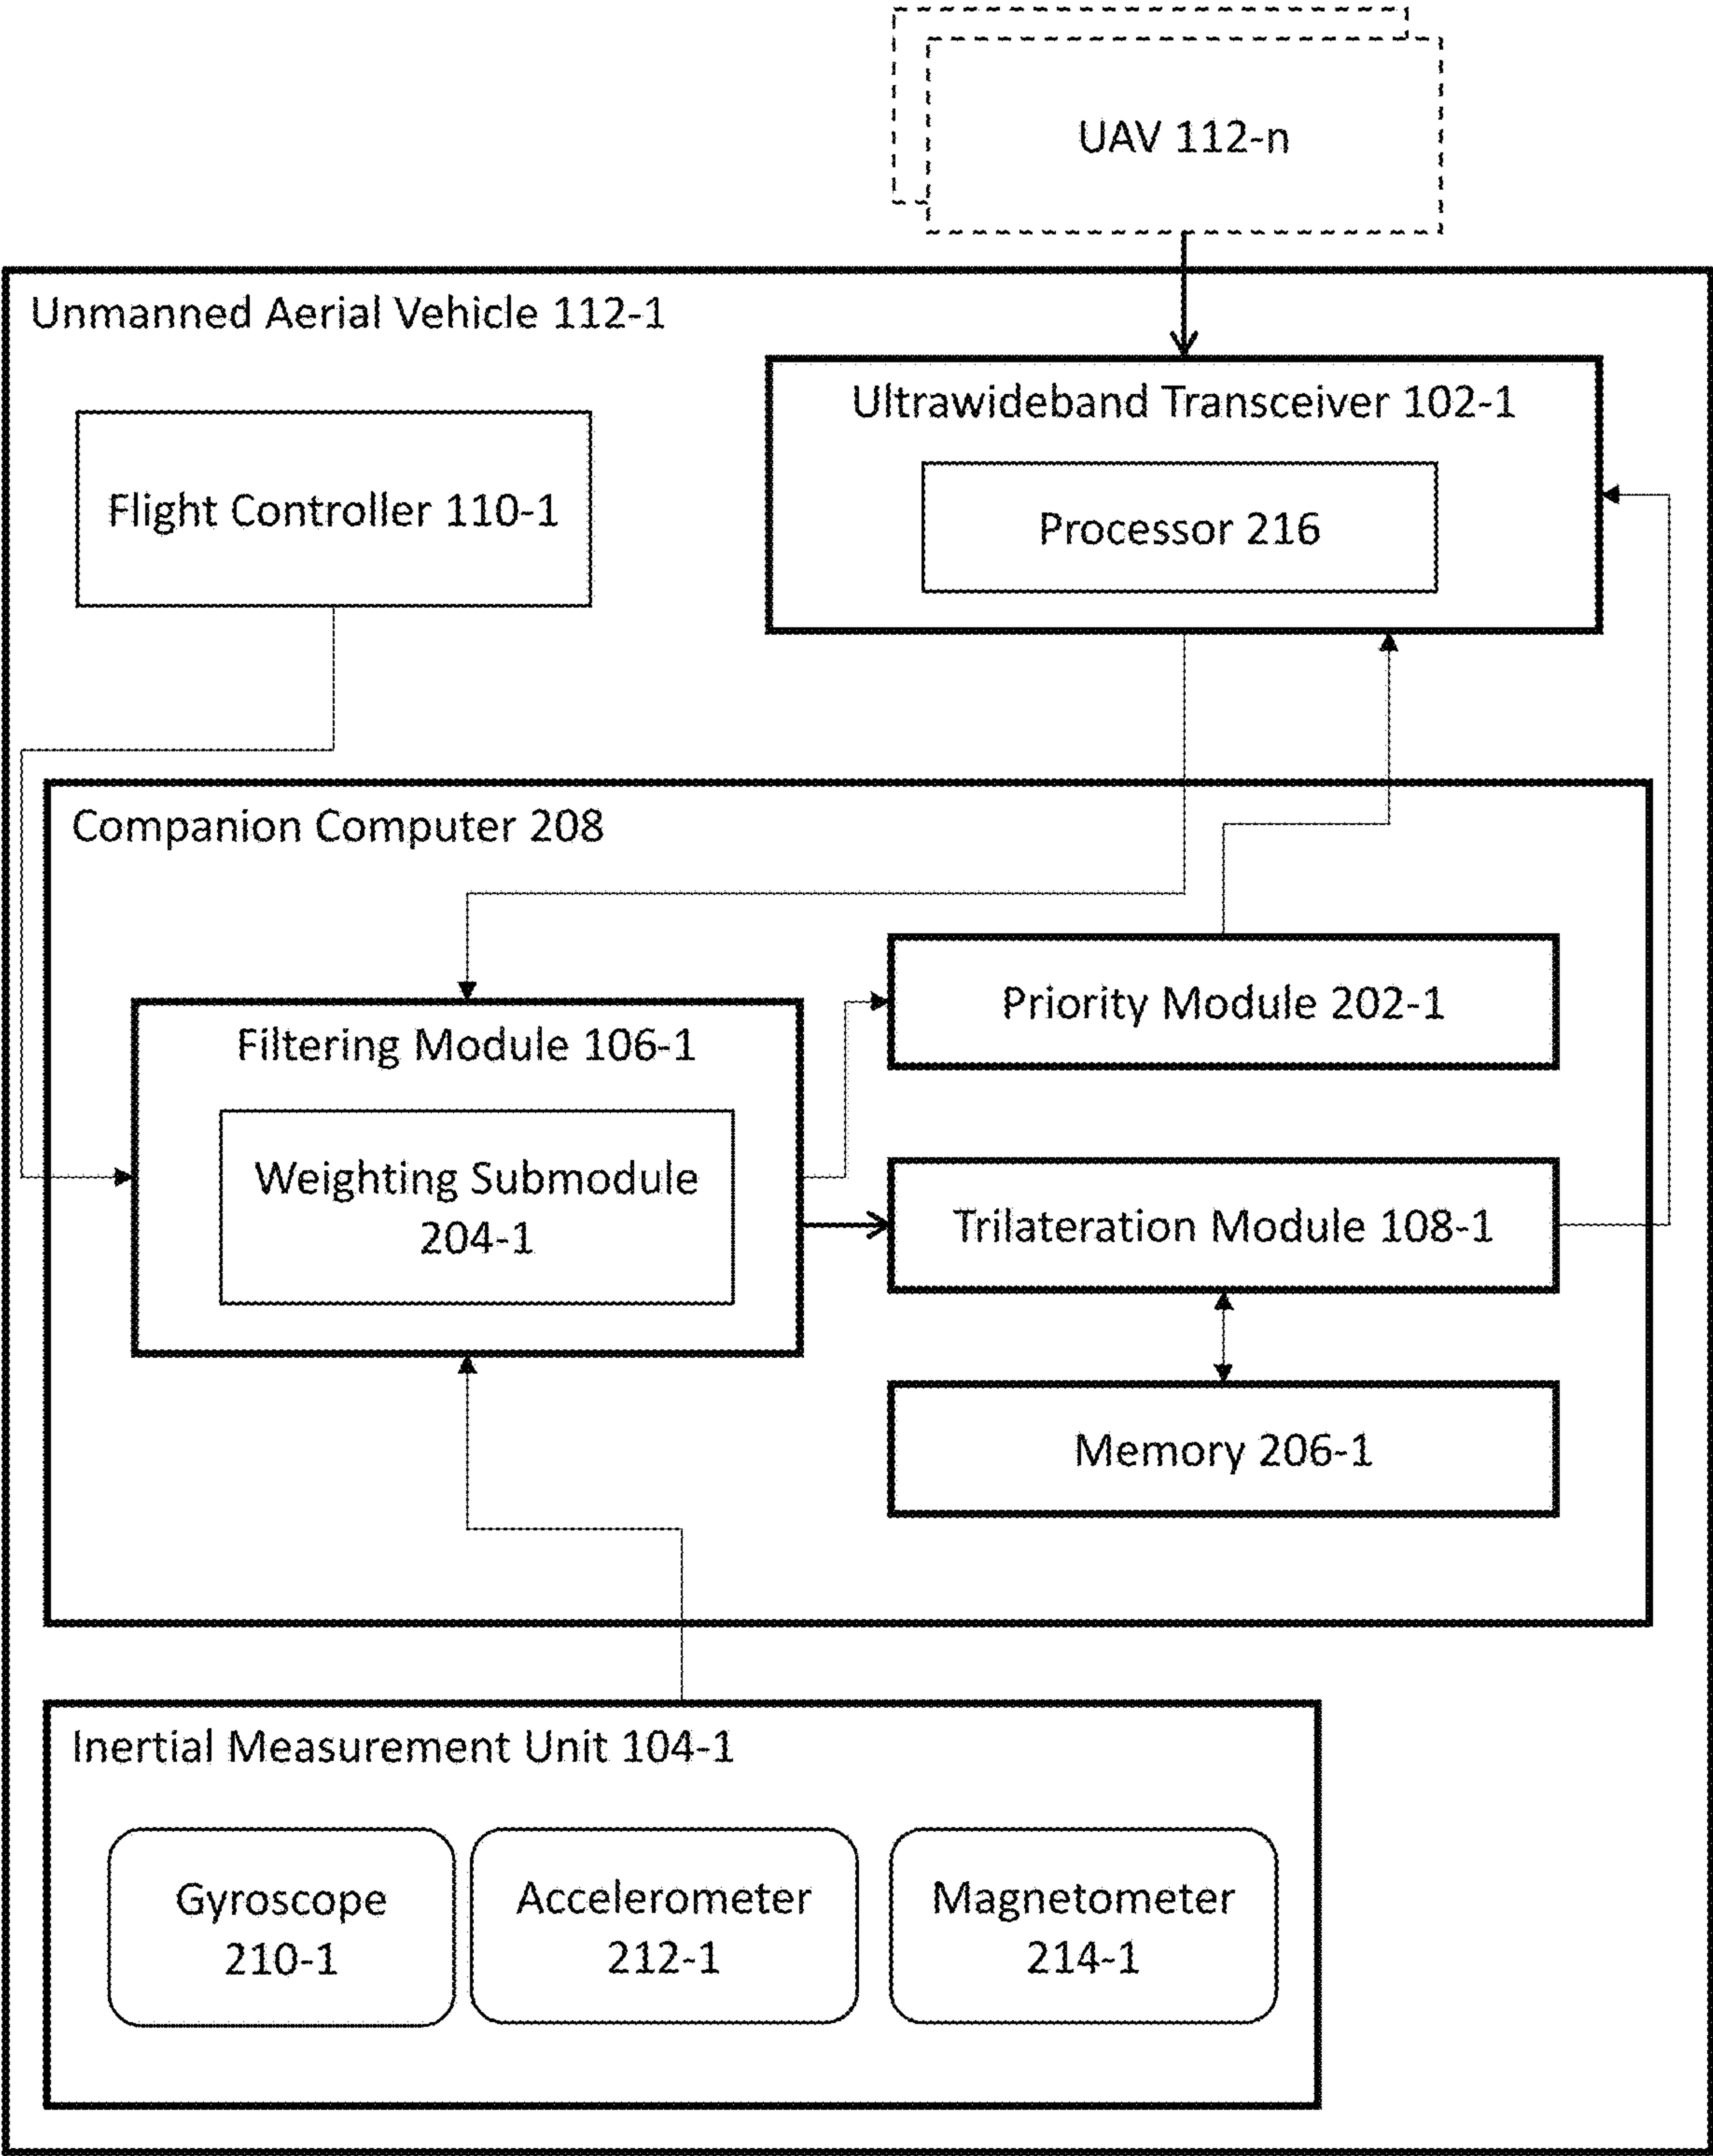 UAV 112-n
Unmanned Aerial Vehicle 112-1
Ultrawideband Transceiver 102-1
Flight Controller 110-1
Processor 216
Companion Computer 208
Priority Module 202-1
Filtering Module 106-1
Weighting Submodule
204-1
Trilateration Module 108-1
Memory 206-1
Inertial Measurement Unit 104-1
Gyroscope
210-1
Accelerometer
212-1
Magnetometer
214-1